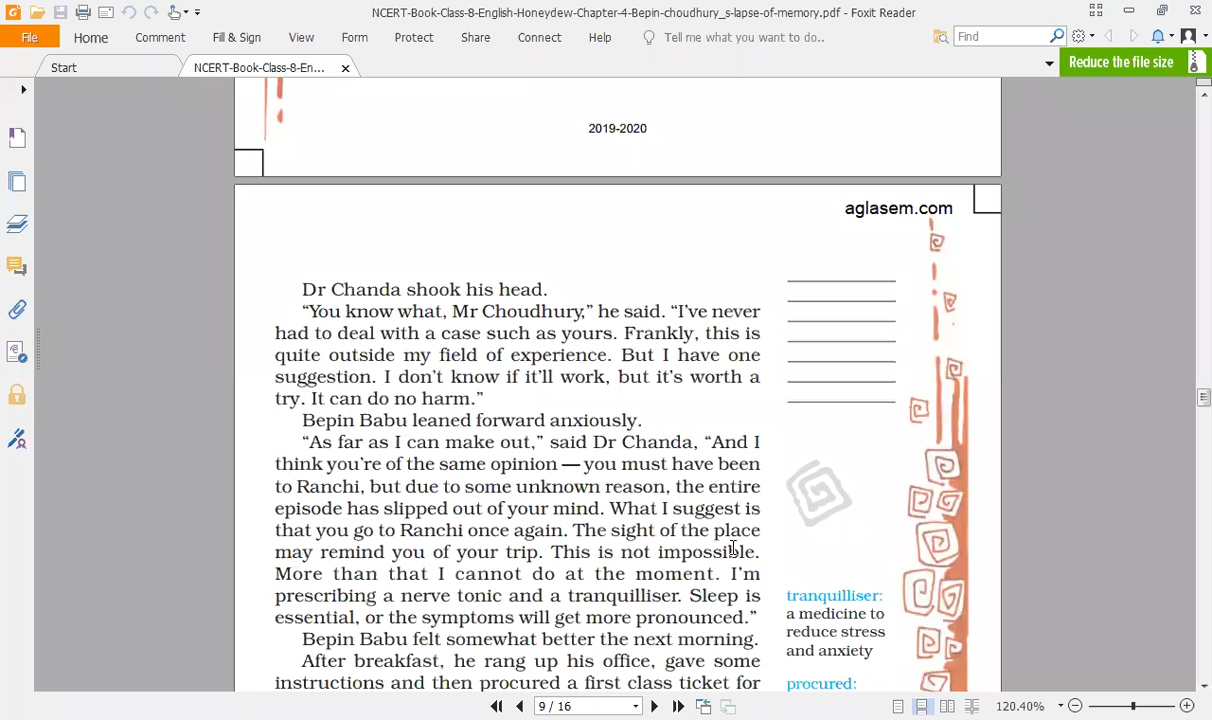 NCERT-Book-Class-8-English-Honeydew-Chapter-4-Bepin-choudhury_s-lapse-of-memory.pdf - Foxit Reader
File Home Comment Fill & Sign View Form Protect Share Connect Help Tell me what you want to do.. Find
Start NCERT-Book-Class-8-En... Reduce the file size
2019-2020
aglasem.com
Dr Chanda shook his head.
“You know what, Mr Choudhury,” he said. “I’ve never
had to deal with a case such as yours. Frankly, this is
quite outside my field of experience. But I have one
suggestion. I don’t know if it’ll work, but it’s worth a
try. It can do no harm.”
Bepin Babu leaned forward anxiously.
“As far as I can make out,” said Dr Chanda, “And I
think you’re of the same opinion — you must have been
to Ranchi, but due to some unknown reason, the entire
episode has slipped out of your mind. What I suggest is
that you go to Ranchi once again. The sight of the place
may remind you of your trip. This is not impossible.
More than that I cannot do at the moment. I’m
prescribing a nerve tonic and a tranquilliser. Sleep is
essential, or the symptoms will get more pronounced.”
Bepin Babu felt somewhat better the next morning.
After breakfast, he rang up his office, gave some
instructions and then procured a first class ticket for
tranquilliser:
a medicine to
reduce stress
and anxiety
procured:
9 / 16
120.40%